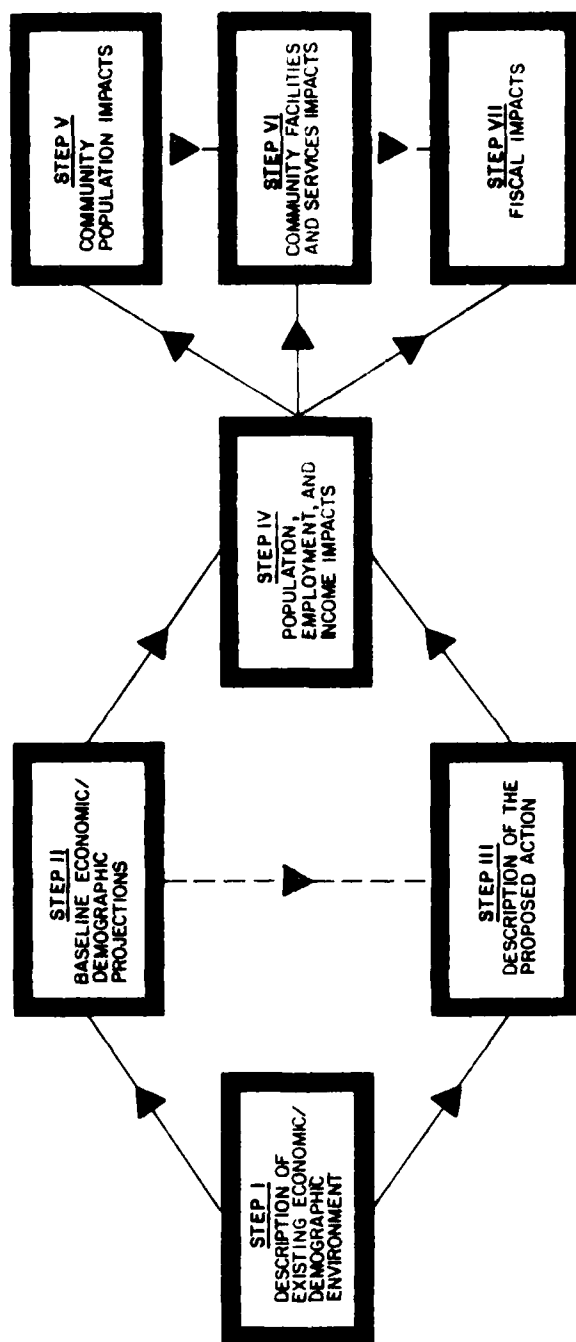 STEP I
DESCRIPTION OF
EXISTING ECONOMIC/
DEMOGRAPHIC
ENVIRONMENT
STEP II
BASELINE ECONOMIC/
DEMOGRAPHIC
PROJECTIONS
STEP III
DESCRIPTION OF THE
PROPOSED ACTION
STEP IV
POPULATION,
EMPLOYMENT, AND
INCOME IMPACTS
STEP V
COMMUNITY
POPULATION IMPACTS
STEP VI
COMMUNITY FACILITIES
AND SERVICES IMPACTS
STEP VII
FISCAL IMPACTS